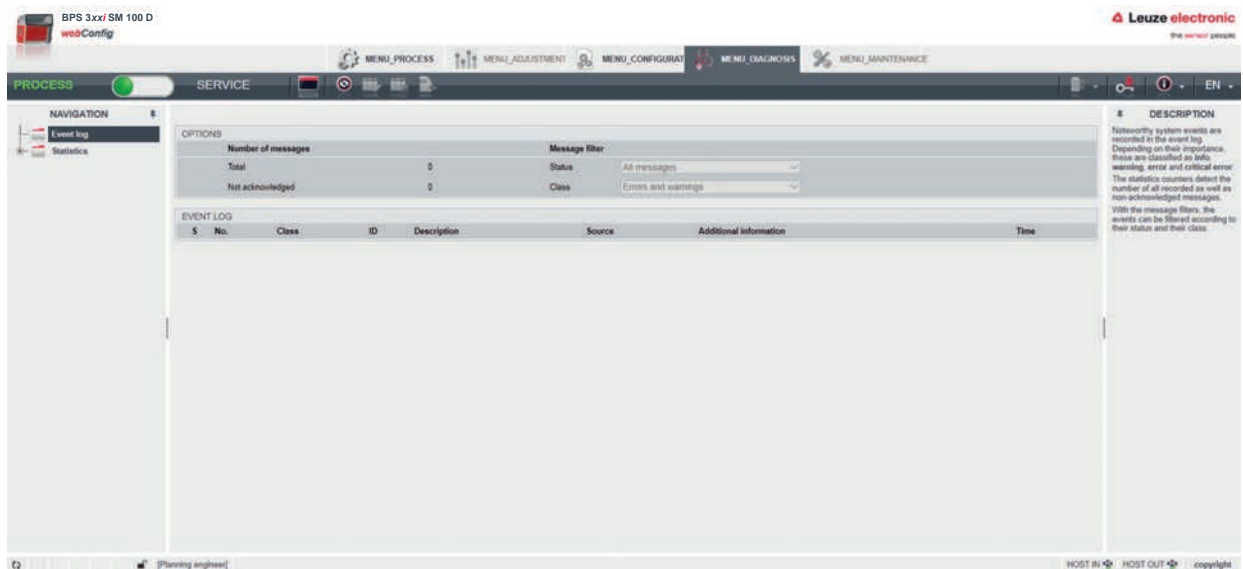 BPS 3xxi SM 100 D
webConfig
Leuze electronic
the sensor people
MENU_PROCESS
MENU_ADJUSTMENT
MENU_CONFIGURAT
MENU_DIAGNOSIS
MENU_MAINTENANCE
PROCESS
SERVICE
EN
NAVIGATION
Event log
Statistics
OPTIONS
Number of messages
Message filter
Total 0
Status All messages
Not acknowledged 0
Class Errors and warnings
EVENT LOG
S No. Class ID Description Source Additional information Time
DESCRIPTION
Noteworthy system events are
recorded in the event log.
Depending on their importance,
these are classified as Info,
warning, error and critical error.
The statistics counters detect the
number of all recorded as well as
non-acknowledged messages.
With the message filters, the
events can be filtered according to
their status and their class.
[Planning engineer]
HOST IN HOST OUT copyright